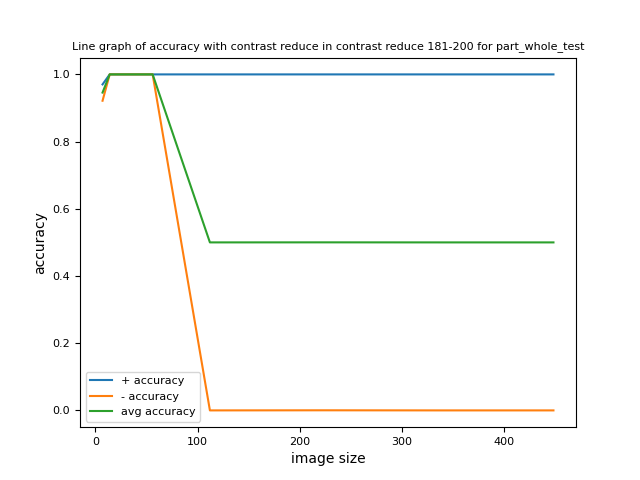 Line graph of accuracy with contrast reduce in contrast reduce 181-200 for part_whole_test
1.0
0.8
0.6
0.4
0.2
0.0
accuracy
+ accuracy
- accuracy
avg accuracy
0 100 200 300 400
image size